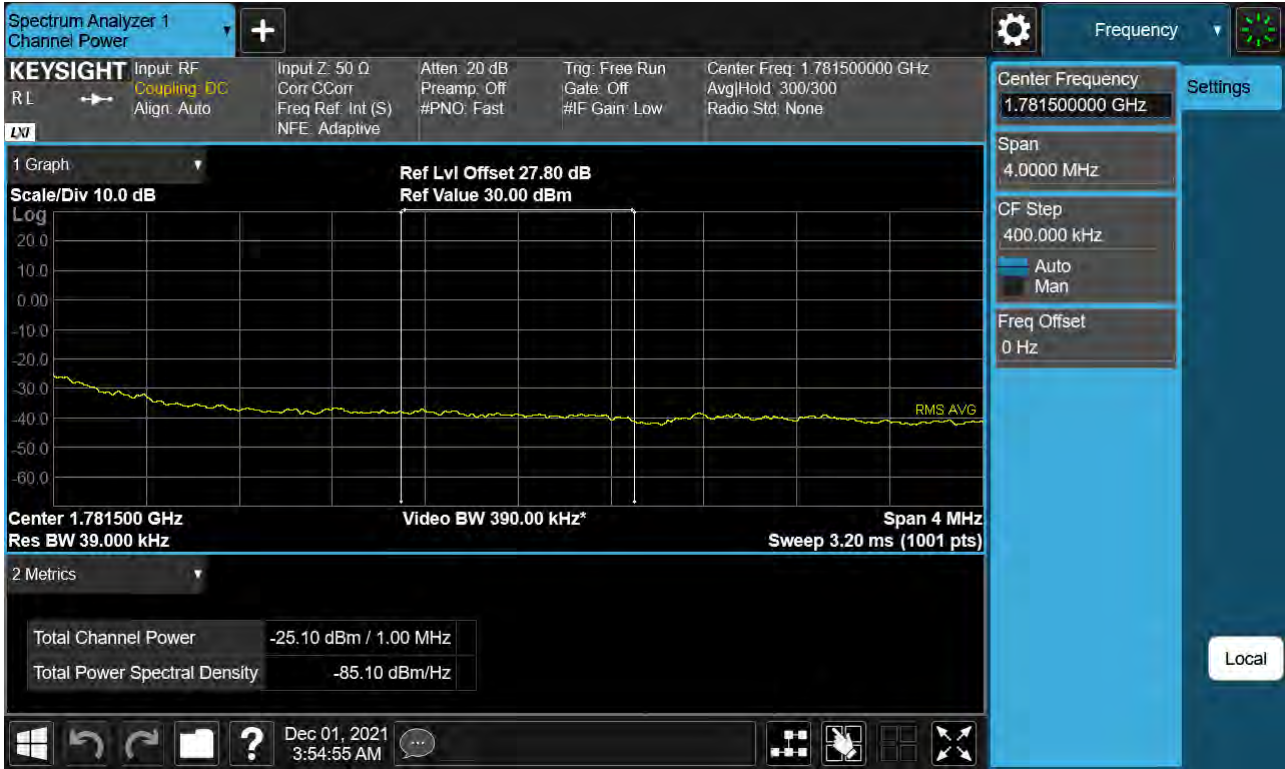 Spectrum Analyzer 1
Channel Power
+
Frequency
KEYSIGHT
RL
LXI
Input: RF
Coupling: DC
Align: Auto
Input Z: 50 Ω
Corr CCorr
Freq Ref: Int (S)
NFE: Adaptive
Atten: 20 dB
Preamp: Off
#PNO: Fast
Trig: Free Run
Gate: Off
#IF Gain: Low
Center Freq: 1.781500000 GHz
Avg|Hold: 300/300
Radio Std: None
Center Frequency
1.781500000 GHz
Settings
Span
4.0000 MHz
CF Step
400.000 kHz
Auto
Man
Freq Offset
0 Hz
Local
1 Graph
Scale/Div 10.0 dB
Ref Lvl Offset 27.80 dB
Ref Value 30.00 dBm
Log
20.0
10.0
0.00
-10.0
-20.0
-30.0
-40.0
-50.0
-60.0
RMS AVG
Center 1.781500 GHz
Video BW 390.00 kHz*
Span 4 MHz
Res BW 39.000 kHz
Sweep 3.20 ms (1001 pts)
2 Metrics
Total Channel Power -25.10 dBm / 1.00 MHz
Total Power Spectral Density -85.10 dBm/Hz
?
Dec 01, 2021
3:54:55 AM